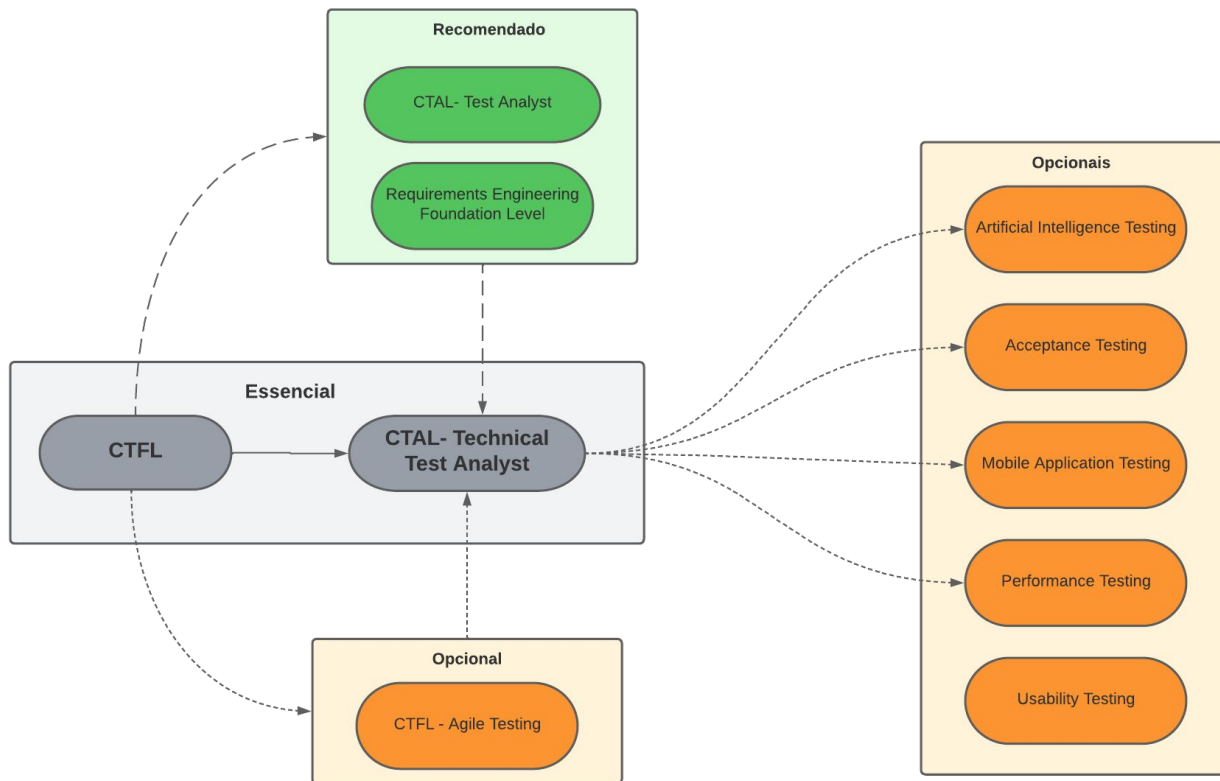 Recomendado
CTAL- Test Analyst
Requirements Engineering
Foundation Level
Essencial
CTFL
CTAL- Technical
Test Analyst
Opcional
CTFL - Agile Testing
Opcionais
Artificial Intelligence Testing
Acceptance Testing
Mobile Application Testing
Performance Testing
Usability Testing